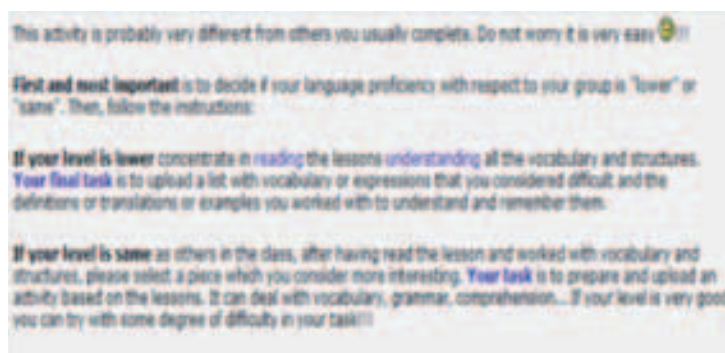 This activity is probably very different from others you usually complete. Do not worry it is very easy !!!
First and most important is to decide if your language proficiency with respect to your group is "lower" or
"same". Then, follow the instructions:
If your level is lower concentrate in reading the lessons understanding all the vocabulary and structures.
Your final task is to upload a list with vocabulary or expressions that you considered difficult and the
definitions or translations or examples you worked with to understand and remember them.
If your level is same as others in the class, after having read the lesson and worked with vocabulary and
structures, please select a piece which you consider more interesting. Your task is to prepare and upload an
activity based on the lessons. It can deal with vocabulary, grammar, comprehension... If your level is very good
you can try with some degree of difficulty in your task!!!